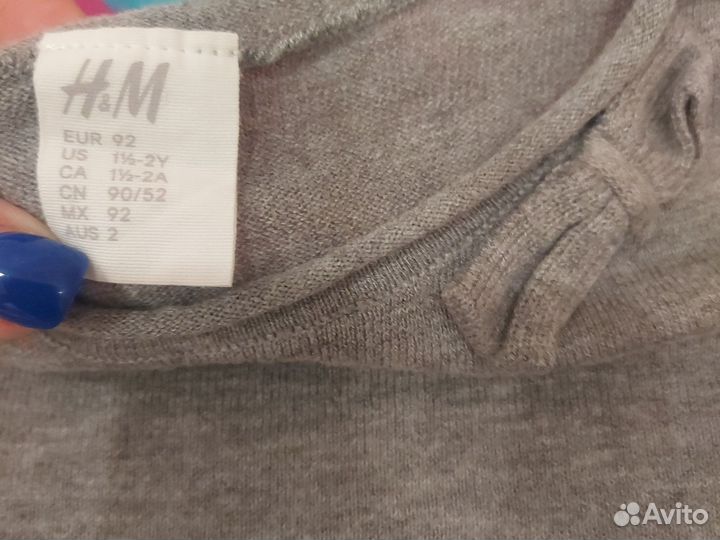 H&M
EUR 92
US 1½-2Y
CA 1½-2A
CN 90/52
MX 92
AUS 2
Avito